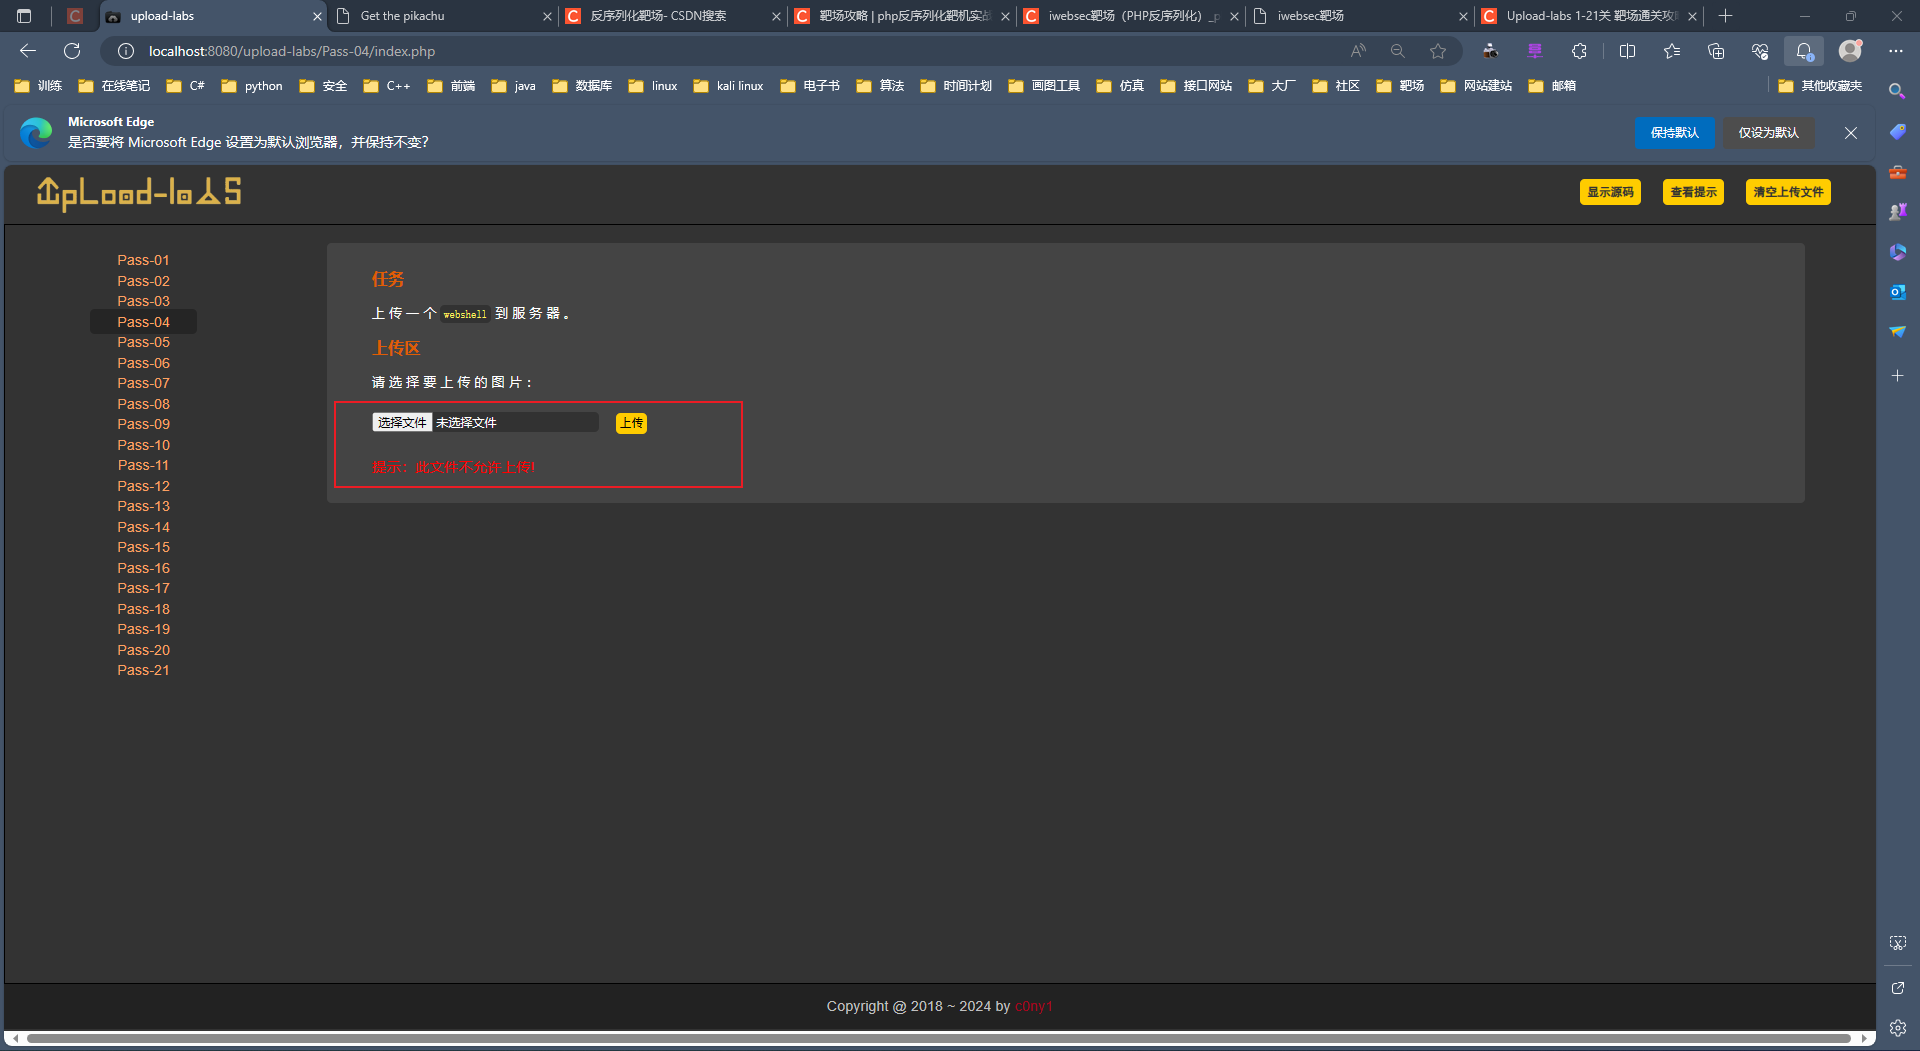 upload-labs
Get the pikachu
反序列化靶场- CSDN搜索
靶场攻略 | php反序列化靶机实战
iwebsec靶场（PHP反序列化）_p
iwebsec靶场
Upload-labs 1-21关 靶场通关攻略
localhost:8080/upload-labs/Pass-04/index.php
训练 在线笔记 C# python 安全 C++ 前端 java 数据库 linux kali linux 电子书 算法 时间计划 画图工具 仿真 接口网站 大厂 社区 靶场 网站建站 邮箱 其他收藏夹
Microsoft Edge
是否要将 Microsoft Edge 设置为默认浏览器，并保持不变？
保持默认 仅设为默认
UpLoad-labS
显示源码 查看提示 清空上传文件
Pass-01
Pass-02
Pass-03
Pass-04
Pass-05
Pass-06
Pass-07
Pass-08
Pass-09
Pass-10
Pass-11
Pass-12
Pass-13
Pass-14
Pass-15
Pass-16
Pass-17
Pass-18
Pass-19
Pass-20
Pass-21
任务
上传一个webshell到服务器。
上传区
请选择要上传的图片：
选择文件 未选择文件 上传
提示：此文件不允许上传!
Copyright @ 2018 ~ 2024 by c0ny1